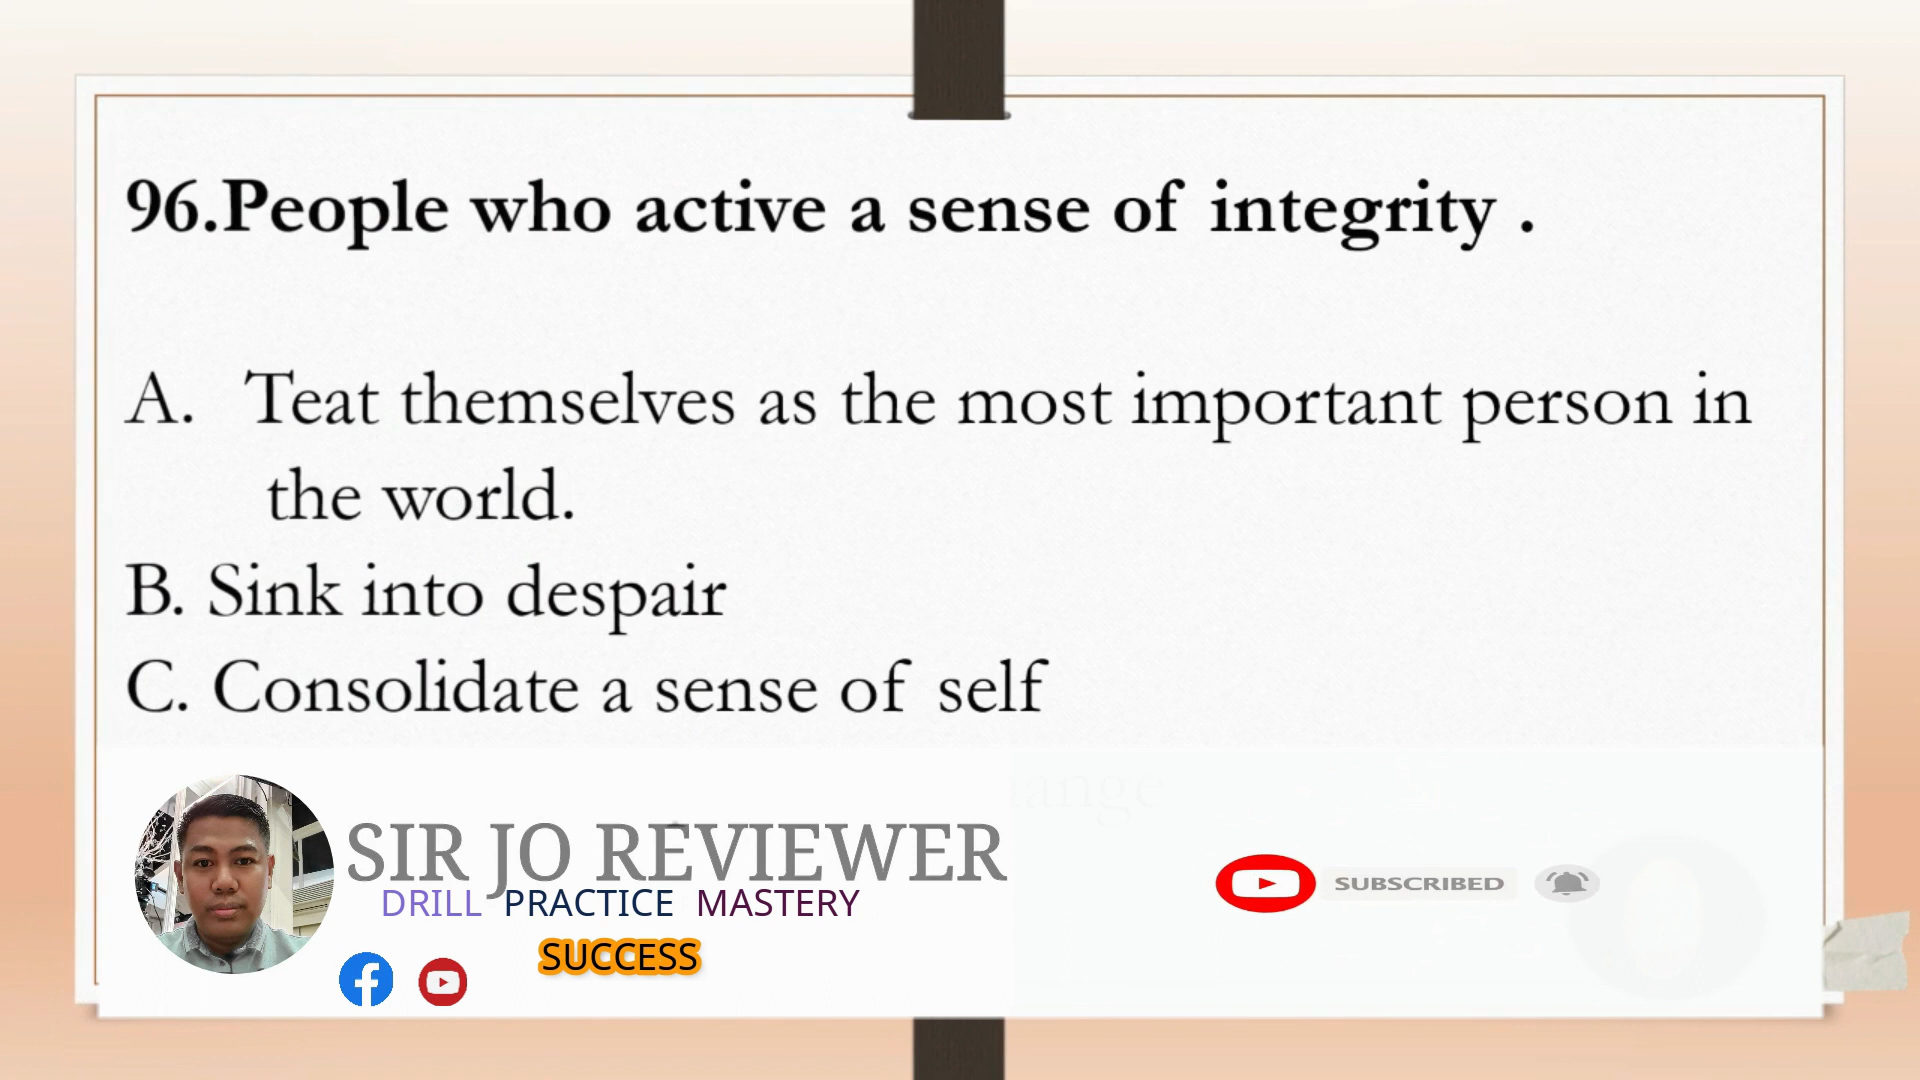 96.People who active a sense of integrity .
A. Teat themselves as the most important person in
the world.
B. Sink into despair
C. Consolidate a sense of self
SIR JO REVIEWER
DRILL PRACTICE MASTERY
SUCCESS
SUBSCRIBED